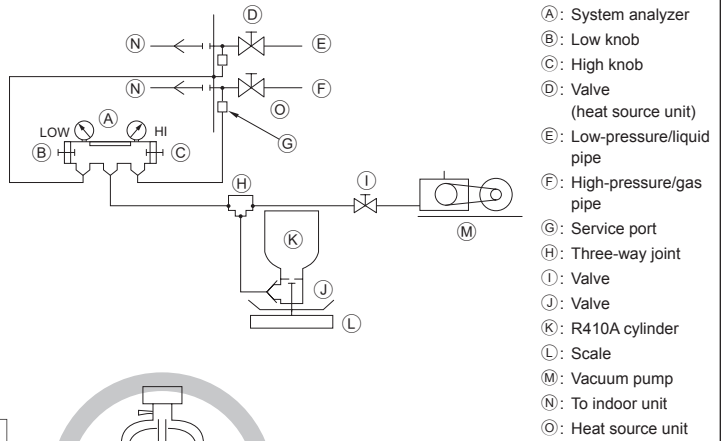 Ⓓ
Ⓝ Ⓔ
Ⓝ Ⓕ
Ⓞ
Ⓐ
LOW HI
Ⓖ
Ⓑ Ⓒ
Ⓗ Ⓘ
Ⓜ
Ⓚ
Ⓙ
Ⓛ
Ⓐ: System analyzer
Ⓑ: Low knob
Ⓒ: High knob
Ⓓ: Valve
(heat source unit)
Ⓔ: Low-pressure/liquid
pipe
Ⓕ: High-pressure/gas
pipe
Ⓖ: Service port
Ⓗ: Three-way joint
Ⓘ: Valve
Ⓙ: Valve
Ⓚ: R410A cylinder
Ⓛ: Scale
Ⓜ: Vacuum pump
Ⓝ: To indoor unit
Ⓞ: Heat source unit